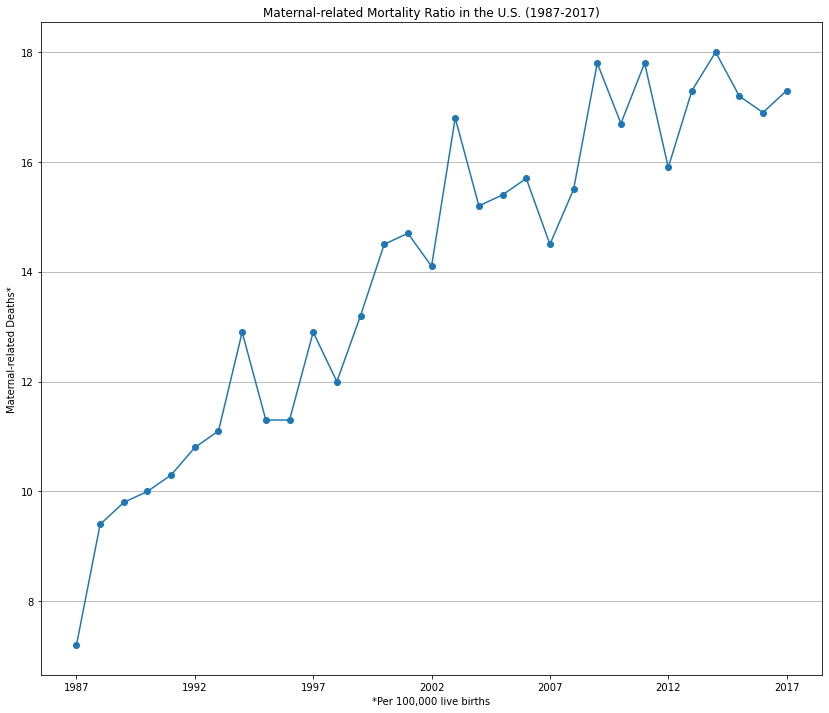 Maternal-related Mortality Ratio in the U.S. (1987-2017)
18
16
14
12
10
8
Maternal-related Deaths*
1987 1992 1997 2002 2007 2012 2017
*Per 100,000 live births